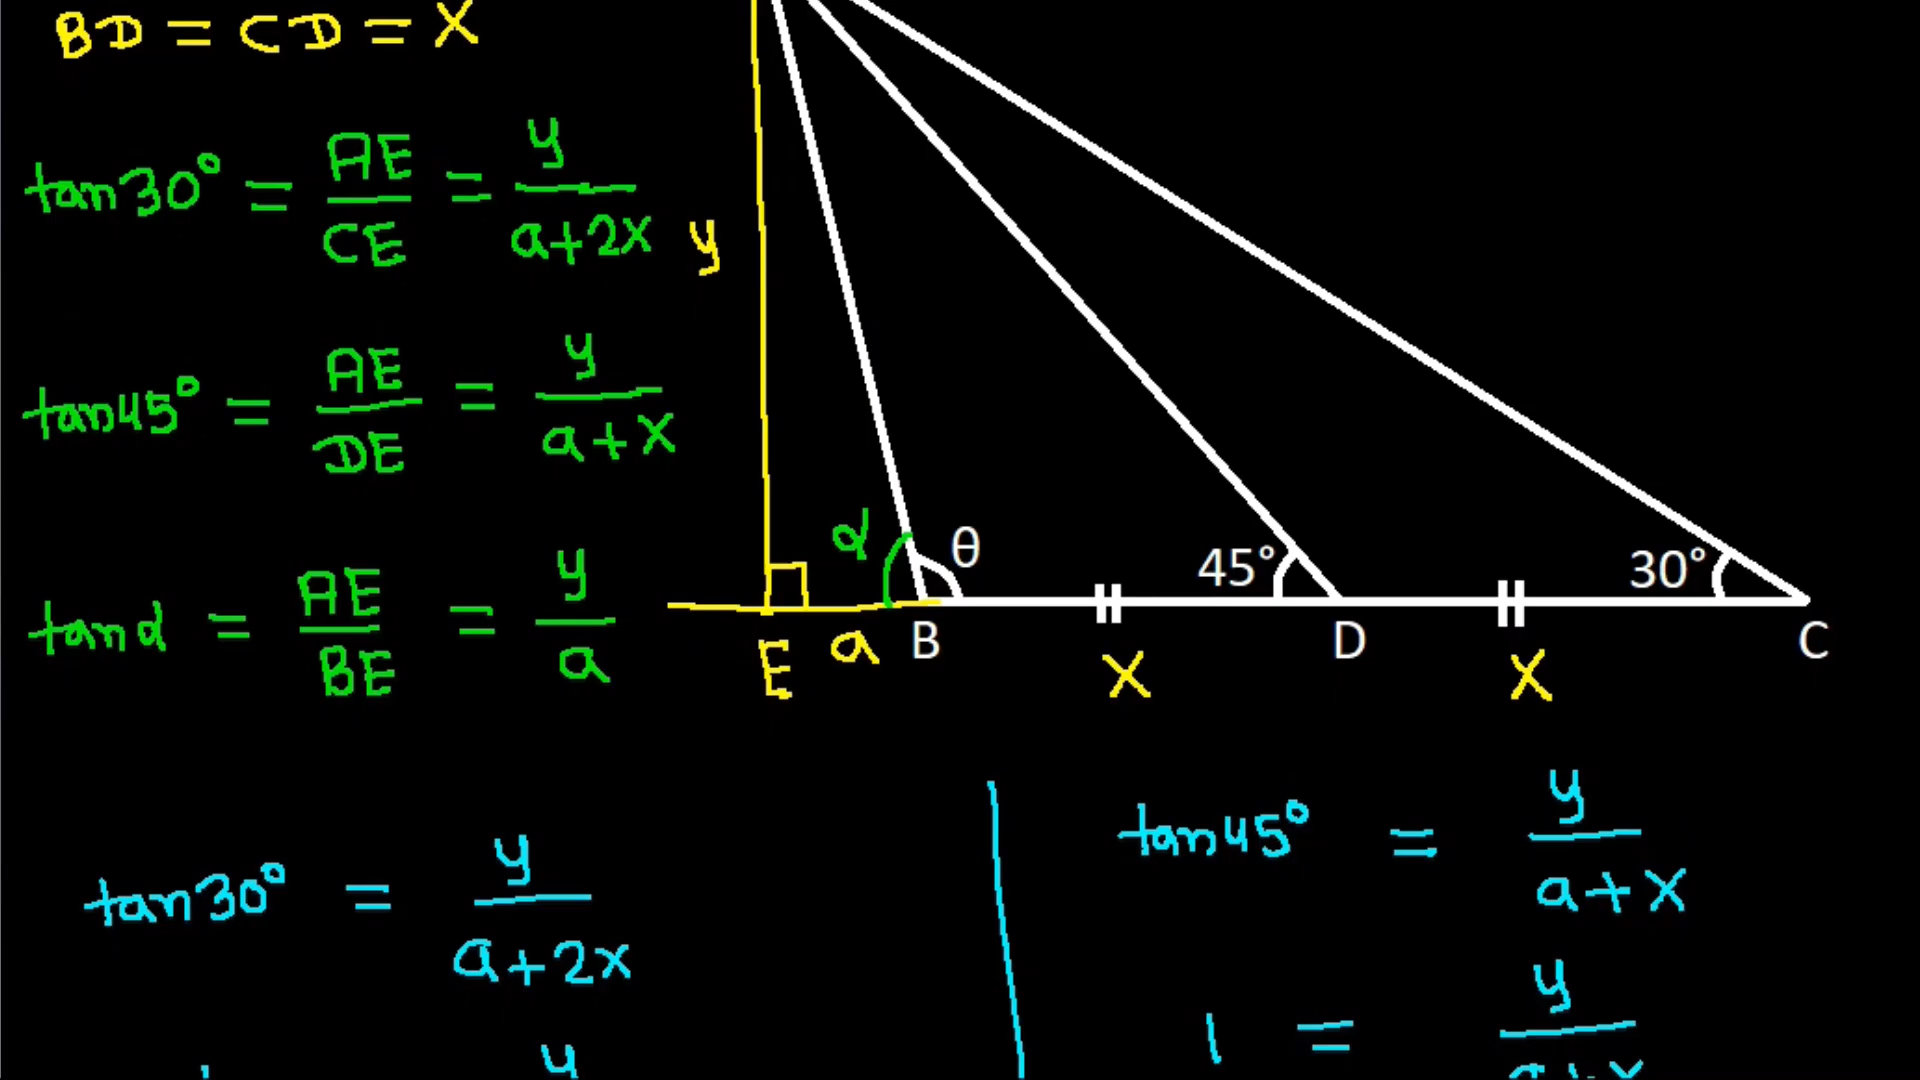 BD = CD = X
tan30° = AE/CE = y/a+2x
y
tan45° = AE/DE = y/a+x
tanα = AE/BE = y/a
α θ 45° 30°
E a B D C
x x
tan30° = y/a+2x
tan45° = y/a+x
1 = y/a+x
y